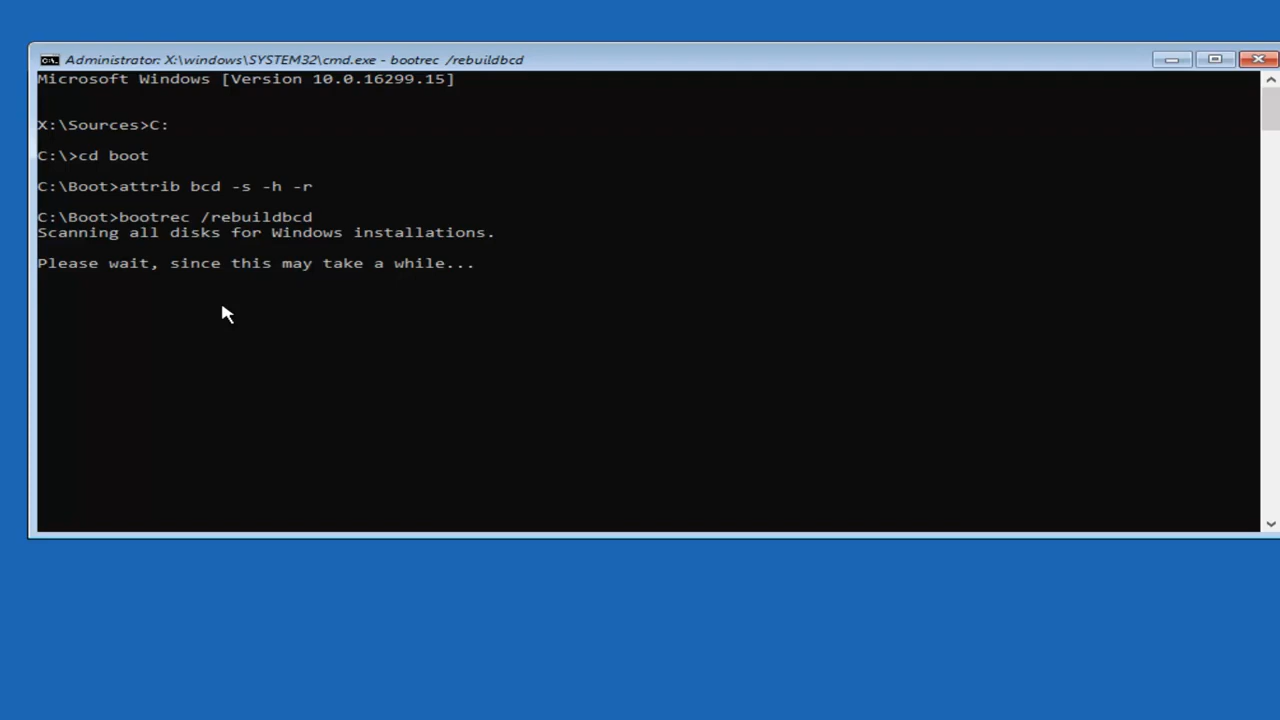 Administrator: X:\windows\SYSTEM32\cmd.exe - bootrec /rebuildbcd
Microsoft Windows [Version 10.0.16299.15]
X:\Sources>C:
C:\>cd boot
C:\Boot>attrib bcd -s -h -r
C:\Boot>bootrec /rebuildbcd
Scanning all disks for Windows installations.
Please wait, since this may take a while...